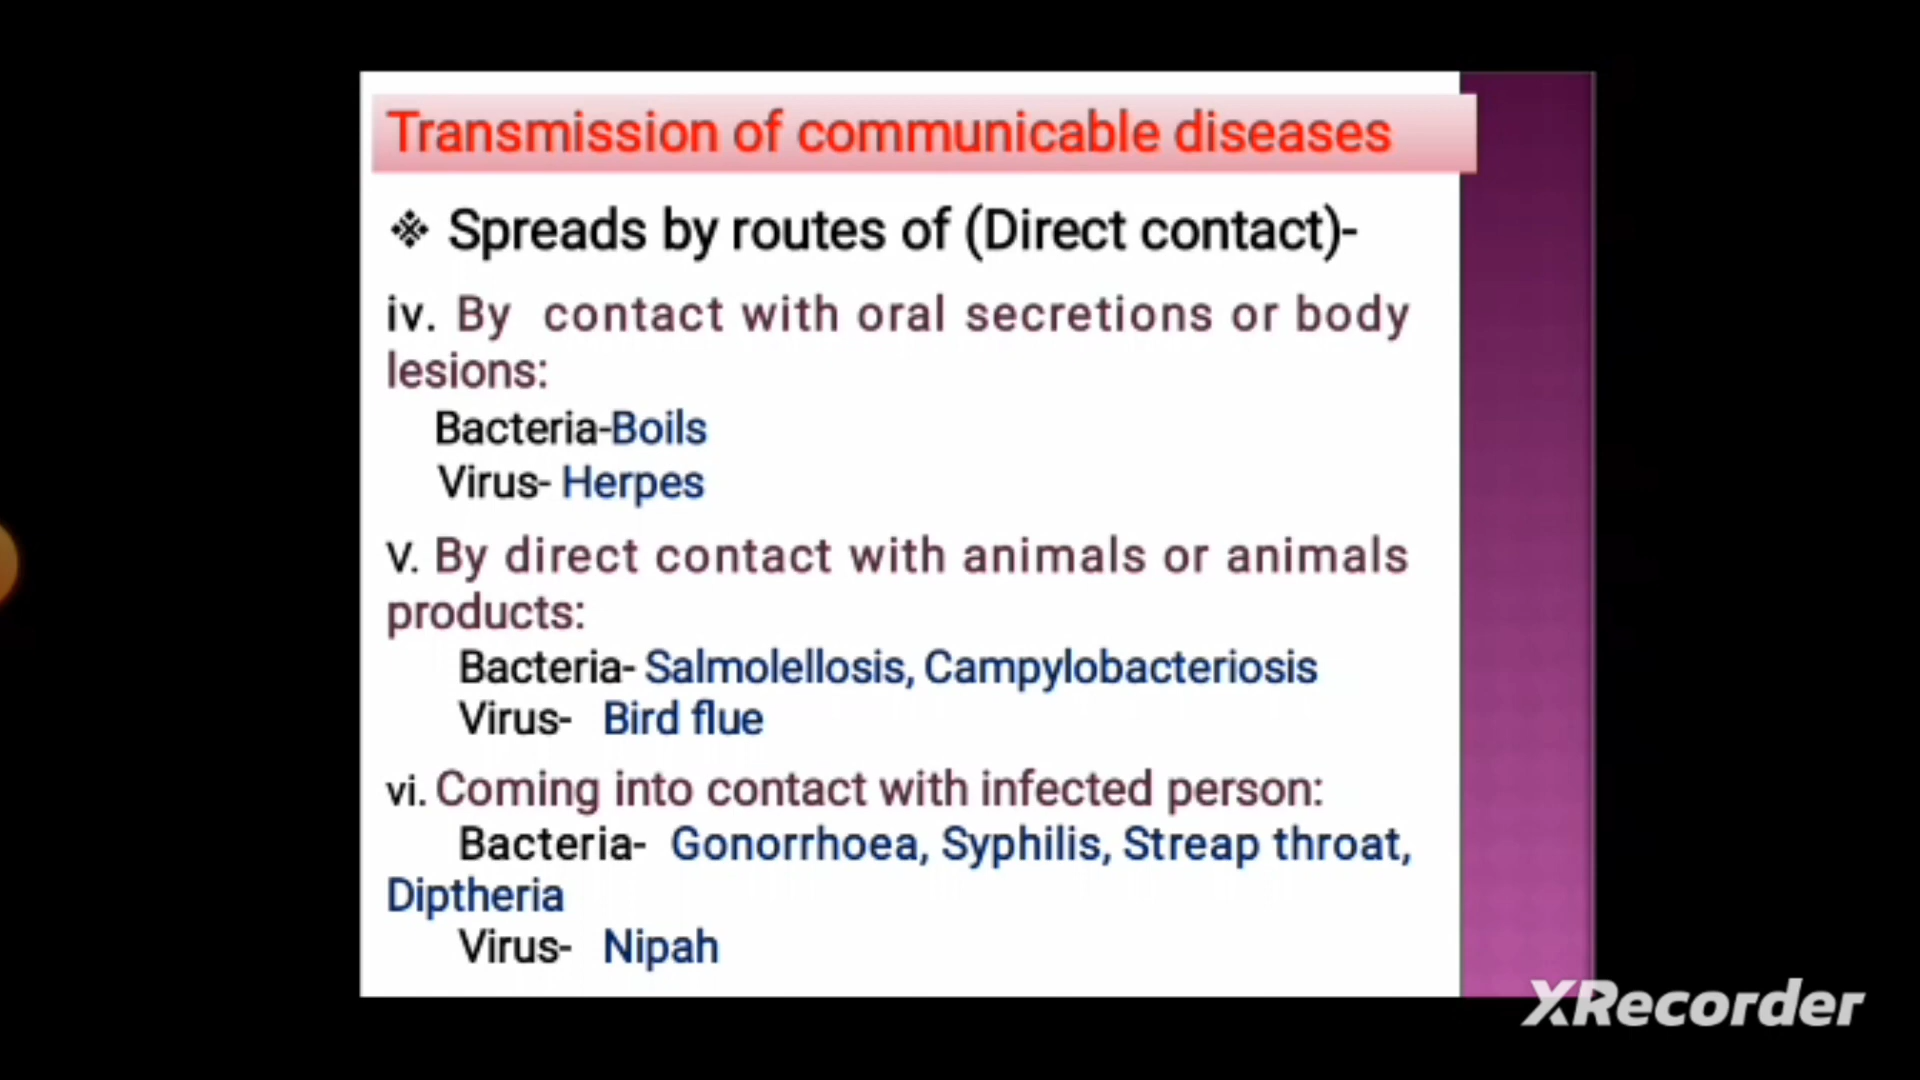 Transmission of communicable diseases
❖ Spreads by routes of (Direct contact)-
iv. By contact with oral secretions or body
lesions:
Bacteria-Boils
Virus- Herpes
V. By direct contact with animals or animals
products:
Bacteria- Salmolellosis, Campylobacteriosis
Virus- Bird flue
vi. Coming into contact with infected person:
Bacteria- Gonorrhoea, Syphilis, Streap throat,
Diptheria
Virus- Nipah
XRecorder